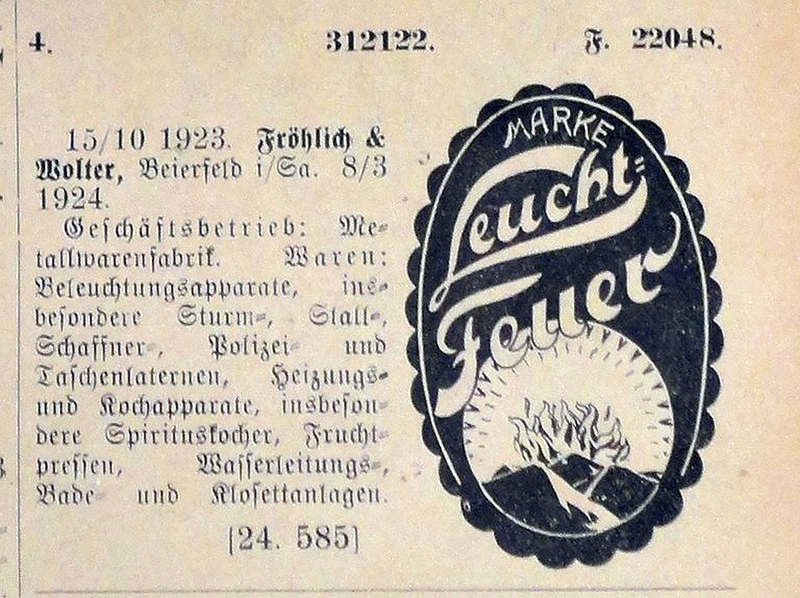 4. 312122. F. 22048.
15/10 1923. Fröhlich &
Wolter, Beierfeld i/Sa. 8/3
1924.
Geschäftsbetrieb: Me-
tallwarenfabrik. Waren:
Beleuchtungsapparate, ins-
besondere Sturm-, Stall-,
Schaffner-, Polizei- und
Taschenlaternen, Heizungs-
und Kochapparate, insbeson-
dere Spirituskocher, Frucht-
pressen, Wasserleitungs-,
Bade- und Klosettanlagen.
[24. 585]
MARKE
Leucht-
Feuer